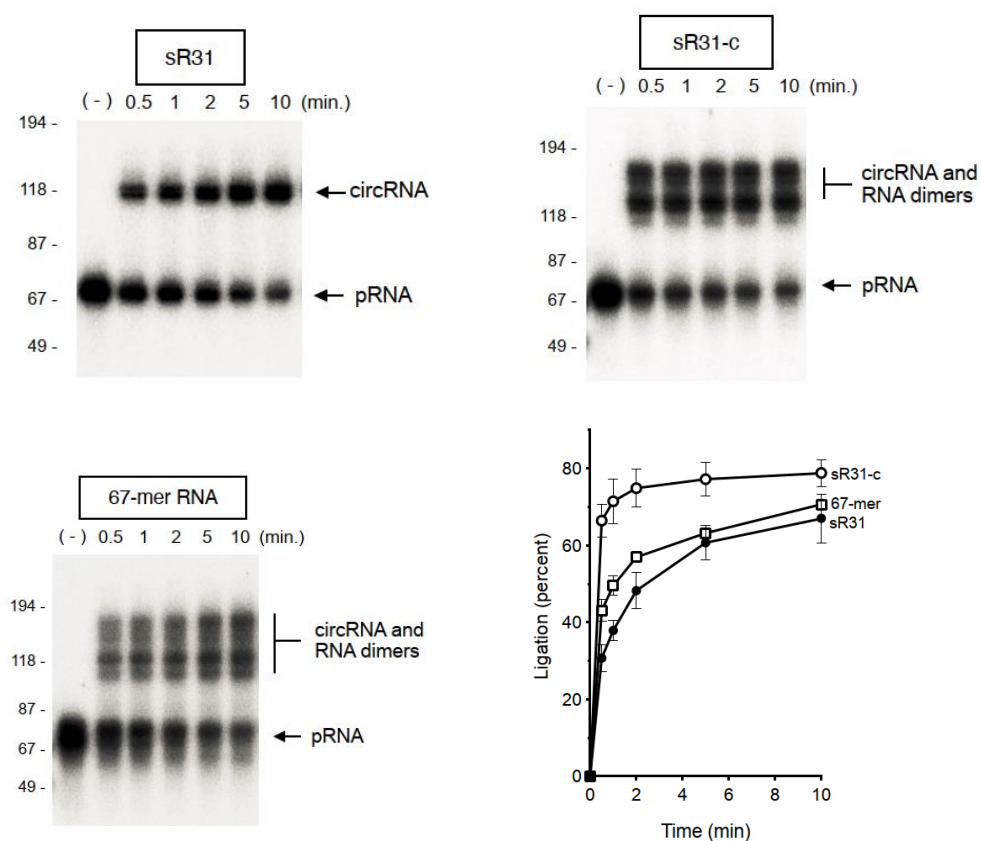 sR31
(-) 0.5 1 2 5 10 (min.)
194 -
118 -
87 -
67 -
49 -
circRNA
pRNA
sR31-c
(-) 0.5 1 2 5 10 (min.)
194 -
118 -
87 -
67 -
49 -
circRNA and
RNA dimers
pRNA
67-mer RNA
(-) 0.5 1 2 5 10 (min.)
194 -
118 -
87 -
67 -
49 -
circRNA and
RNA dimers
pRNA
Ligation (percent)
80
60
40
20
0
sR31-c
67-mer
sR31
0 2 4 6 8 10
Time (min)